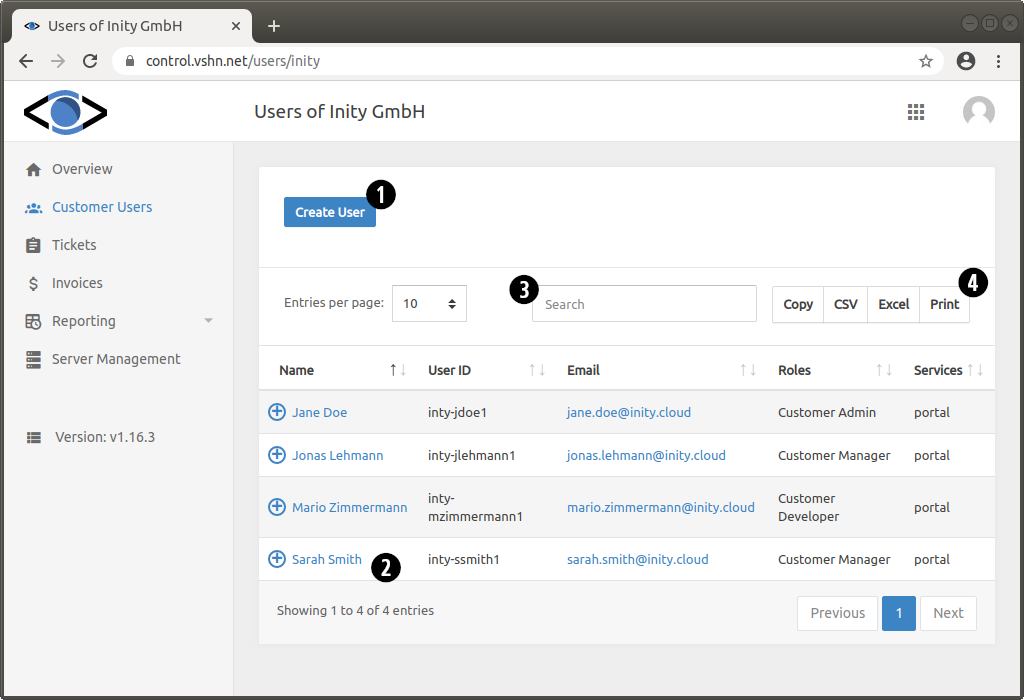 Users of Inity GmbH
control.vshn.net/users/inity
Users of Inity GmbH
Overview
Customer Users
Tickets
Invoices
Reporting
Server Management
Version: v1.16.3
Create User 1
Entries per page: 10 3 Search Copy CSV Excel Print 4
Name User ID Email Roles Services
Jane Doe inty-jdoe1 jane.doe@inity.cloud Customer Admin portal
Jonas Lehmann inty-jlehmann1 jonas.lehmann@inity.cloud Customer Manager portal
Mario Zimmermann inty-
mzimmermann1 mario.zimmermann@inity.cloud Customer
Developer portal
Sarah Smith 2 inty-ssmith1 sarah.smith@inity.cloud Customer Manager portal
Showing 1 to 4 of 4 entries Previous 1 Next